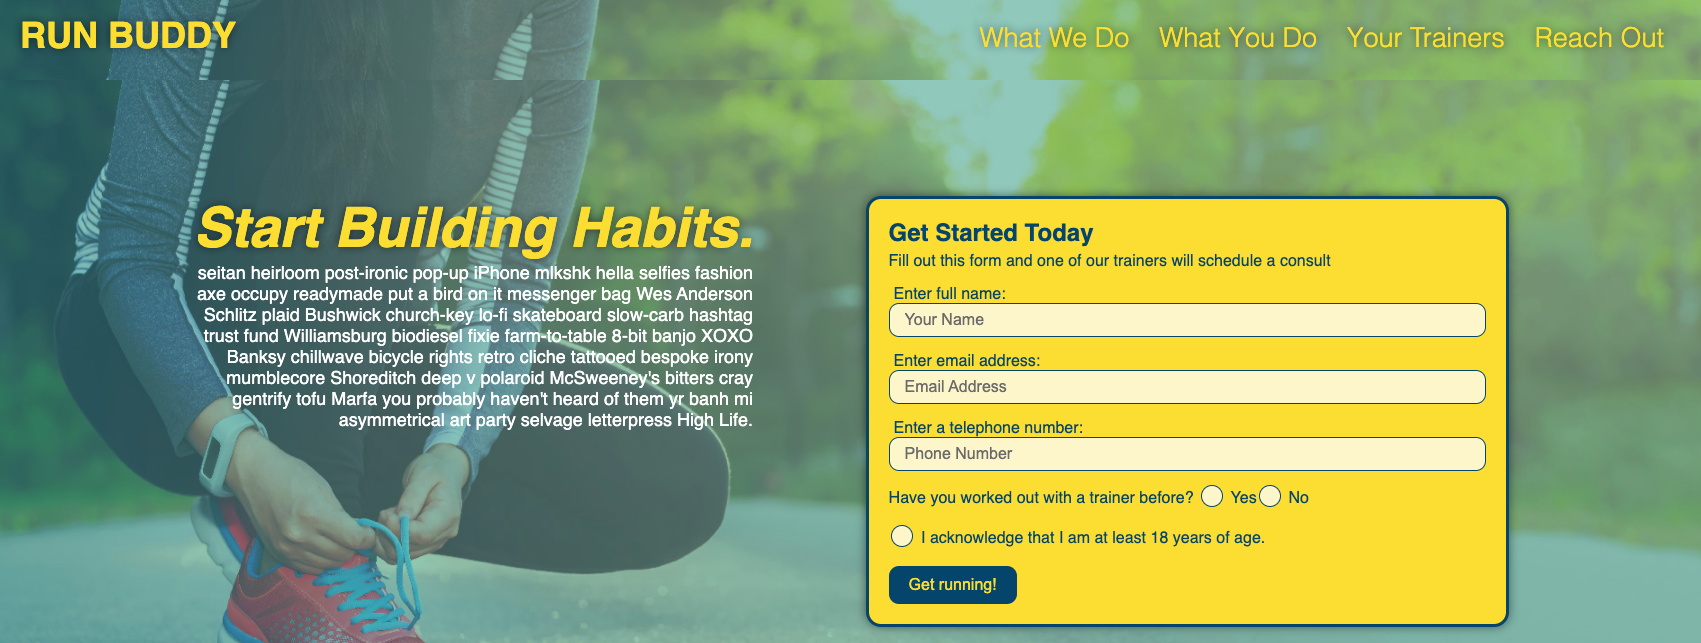 RUN BUDDY
What We Do What You Do Your Trainers Reach Out
Start Building Habits.
seitan heirloom post-ironic pop-up iPhone mlkshk hella selfies fashion
axe occupy readymade put a bird on it messenger bag Wes Anderson
Schlitz plaid Bushwick church-key lo-fi skateboard slow-carb hashtag
trust fund Williamsburg biodiesel fixie farm-to-table 8-bit banjo XOXO
Banksy chillwave bicycle rights retro cliche tattooed bespoke irony
mumblecore Shoreditch deep v polaroid McSweeney's bitters cray
gentrify tofu Marfa you probably haven't heard of them yr banh mi
asymmetrical art party selvage letterpress High Life.
Get Started Today
Fill out this form and one of our trainers will schedule a consult
Enter full name:
Your Name
Enter email address:
Email Address
Enter a telephone number:
Phone Number
Have you worked out with a trainer before? Yes No
I acknowledge that I am at least 18 years of age.
Get running!